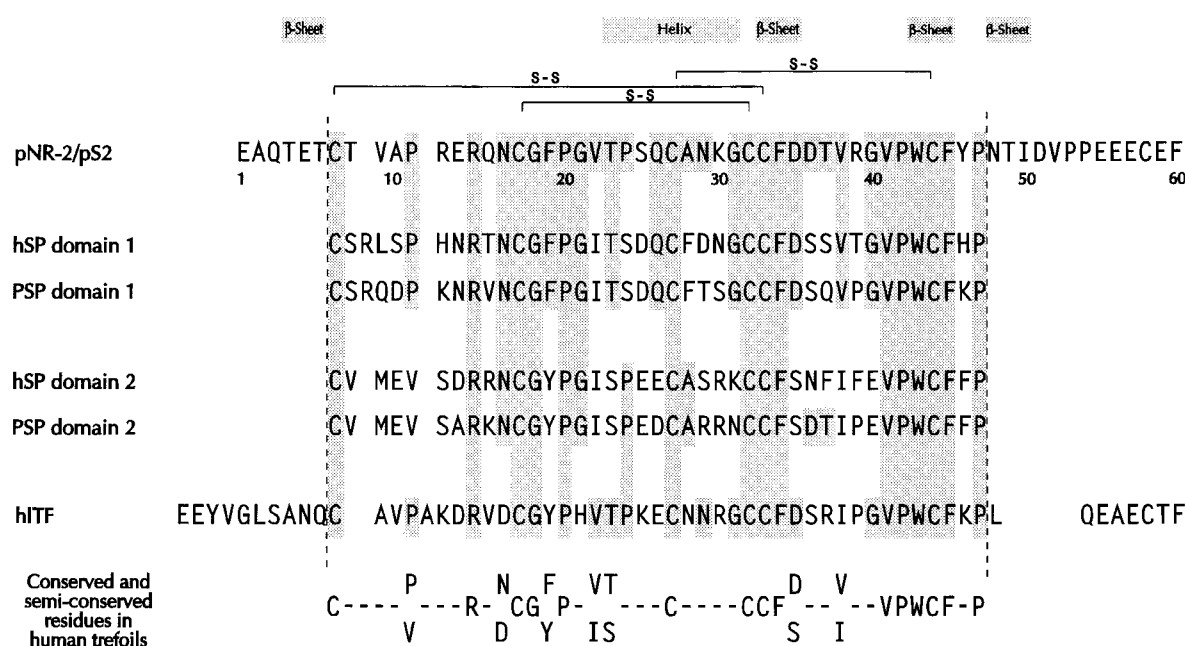 β-Sheet Helix β-Sheet β-Sheet β-Sheet
S-S S-S
S-S
pNR-2/pS2 EAQTETCT VAP RERQNCGFPGVTPSQCANKGCCFDDTVRGVPWCFYPNTIDVPPEEECEF
1 10 20 30 40 50 60
hSP domain 1 CSRLSP HNRTNCGFPGITSDQCFDNGCCFDSSVTGVPWCFHP
PSP domain 1 CSRQDP KNRVNCGFPGITSDQCFTSGCCFDSQVPGVPWCFKP
hSP domain 2 CV MEV SDRRNCGYPGISPEECASRKCCFSNFIFEVPWCFFP
PSP domain 2 CV MEV SARKNCGYPGISPEDCARRNCCFSDTIPEVPWCFFP
hITF EEYVGLSANQC AVPAKDRVDCGYPHVTPKECNNRGCCFDSRIPGVPWCFKPL QEAECTF
Conserved and
semi-conserved
residues in
human trefoils
P N F VT D V
C----  ---R- CG P- ---C---CCF -- --VPWCF-P
V D Y IS S I